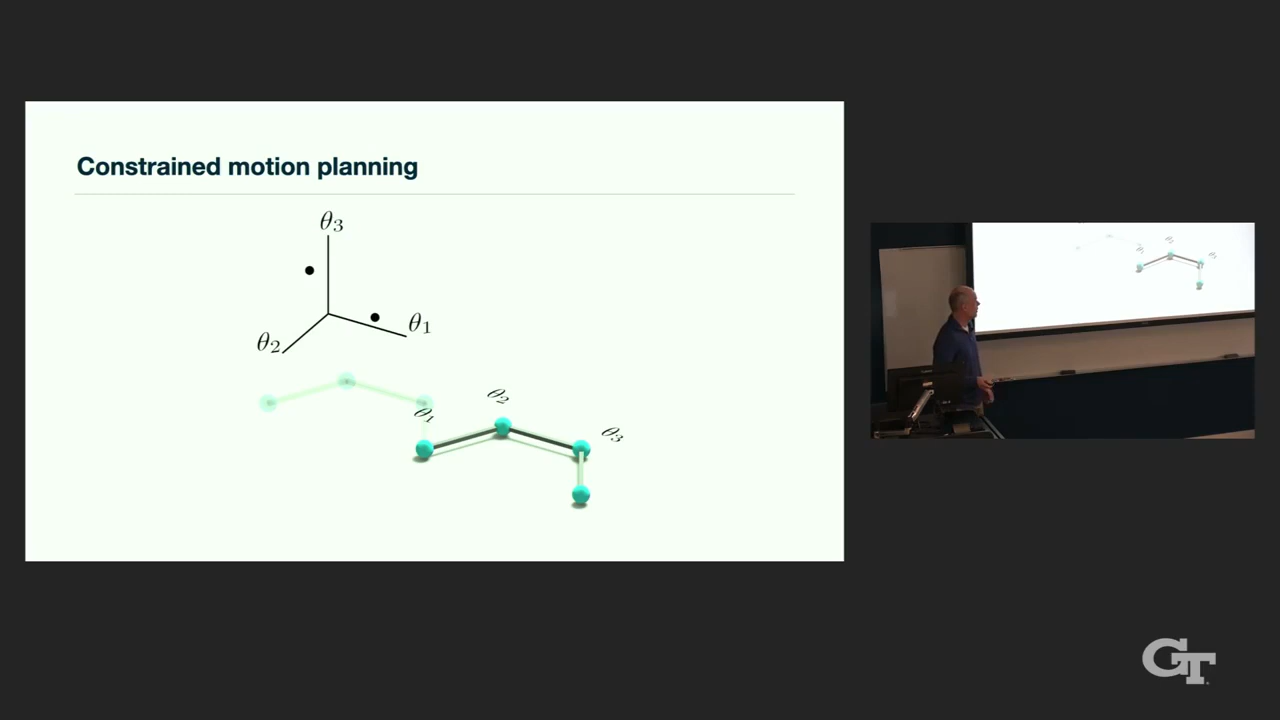 Constrained motion planning
θ3
θ1
θ2
θ2
θ1
θ3
GT